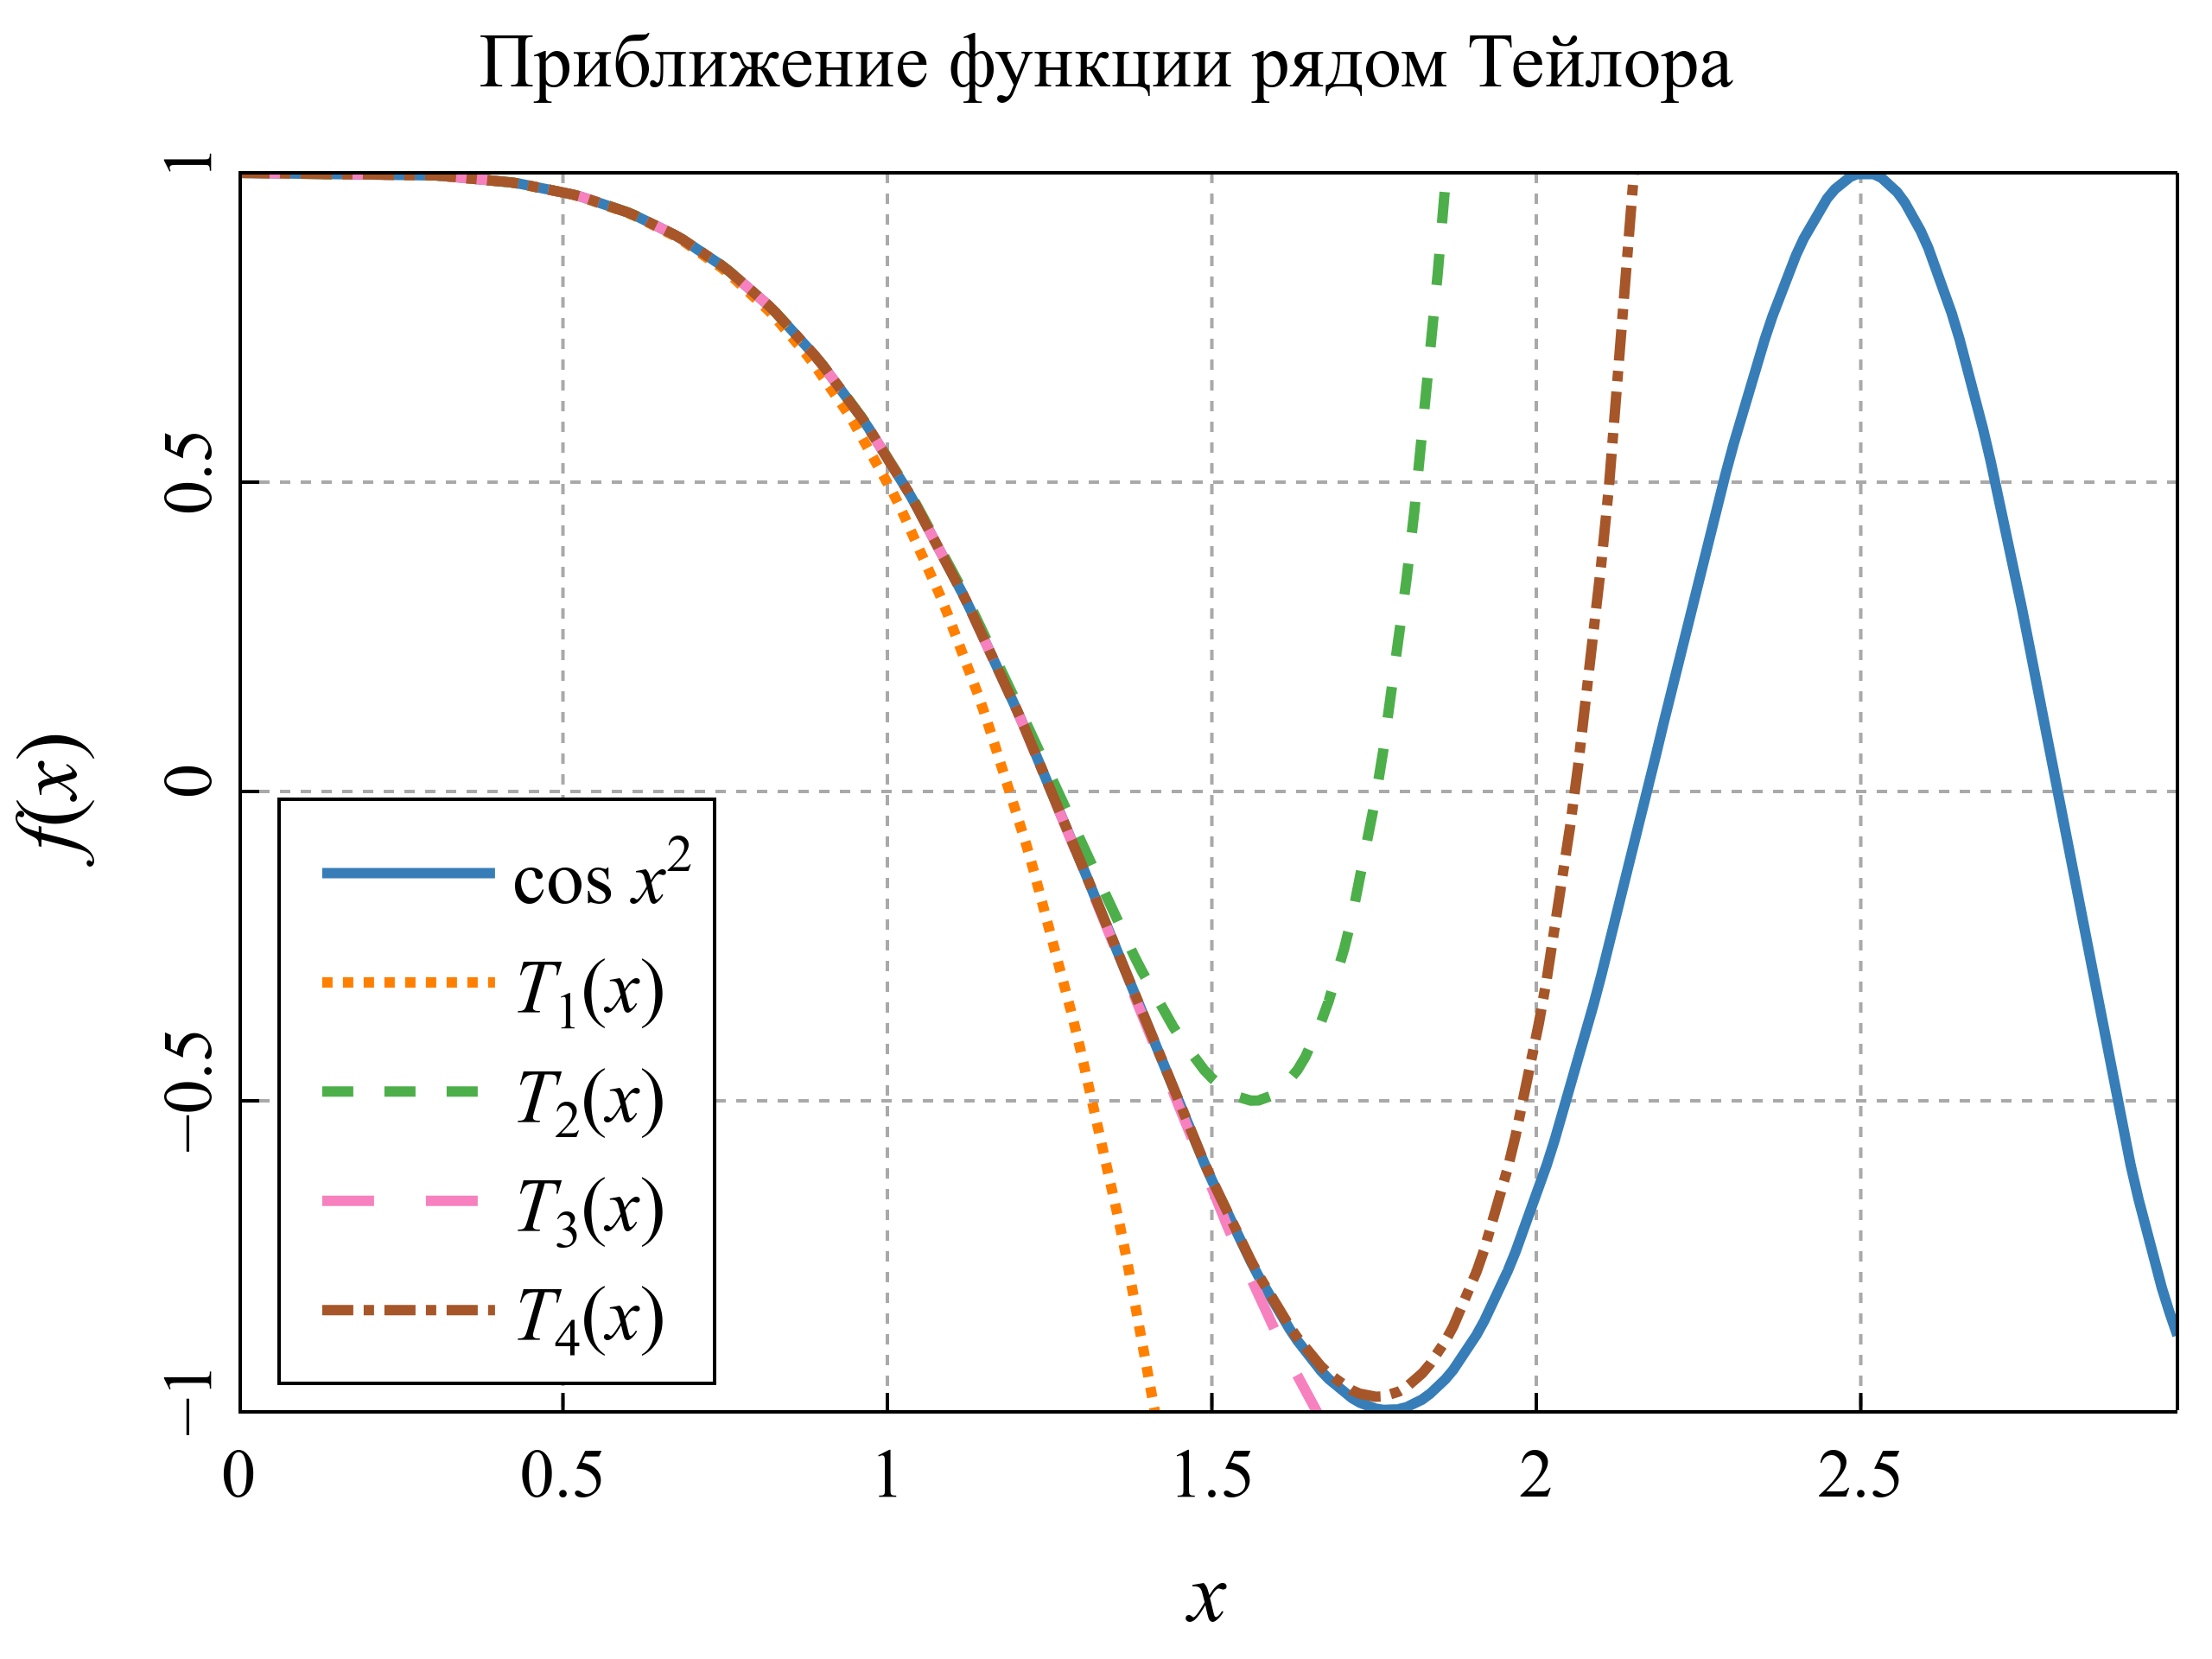 Приближение функции рядом Тейлора
f(x)
1
0.5
0
−0.5
−1
cos x²
T₁(x)
T₂(x)
T₃(x)
T₄(x)
0 0.5 1 1.5 2 2.5
x